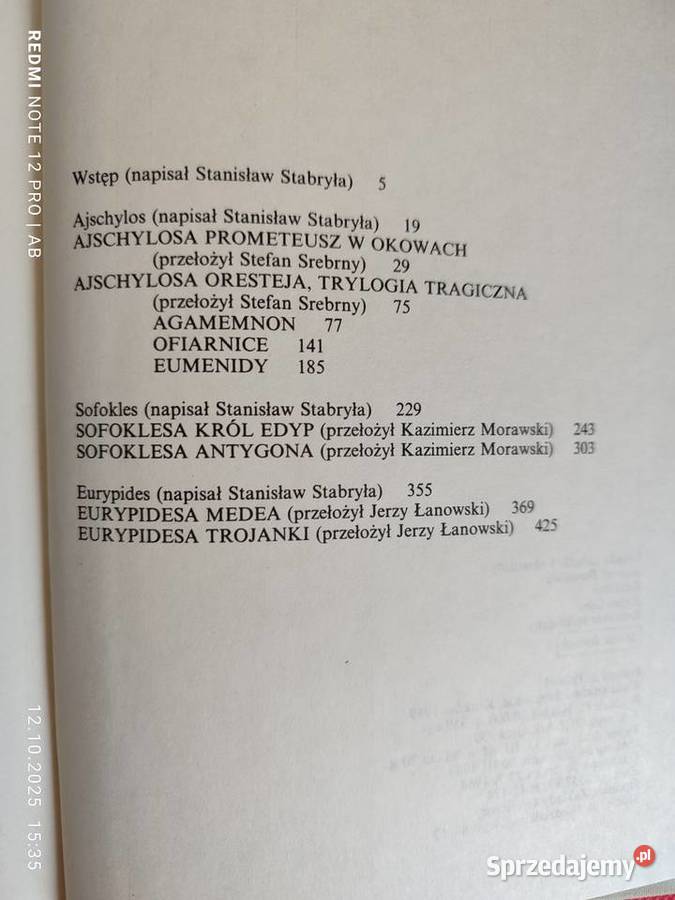 Wstęp (napisał Stanisław Stabryła) 5
Ajschylos (napisał Stanisław Stabryła) 19
AJSCHYLOSA PROMETEUSZ W OKOWACH
(przełożył Stefan Srebrny) 29
AJSCHYLOSA ORESTEJA, TRYLOGIA TRAGICZNA
(przełożył Stefan Srebrny) 75
AGAMEMNON 77
OFIARNICE 141
EUMENIDY 185
Sofokles (napisał Stanisław Stabryła) 229
SOFOKLESA KRÓL EDYP (przełożył Kazimierz Morawski) 243
SOFOKLESA ANTYGONA (przełożył Kazimierz Morawski) 303
Eurypides (napisał Stanisław Stabryła) 355
EURYPIDESA MEDEA (przełożył Jerzy Łanowski) 369
EURYPIDESA TROJANKI (przełożył Jerzy Łanowski) 425
REDMI NOTE 12 PRO | AB
12.10.2025 15:35
Sprzedajemy.pl